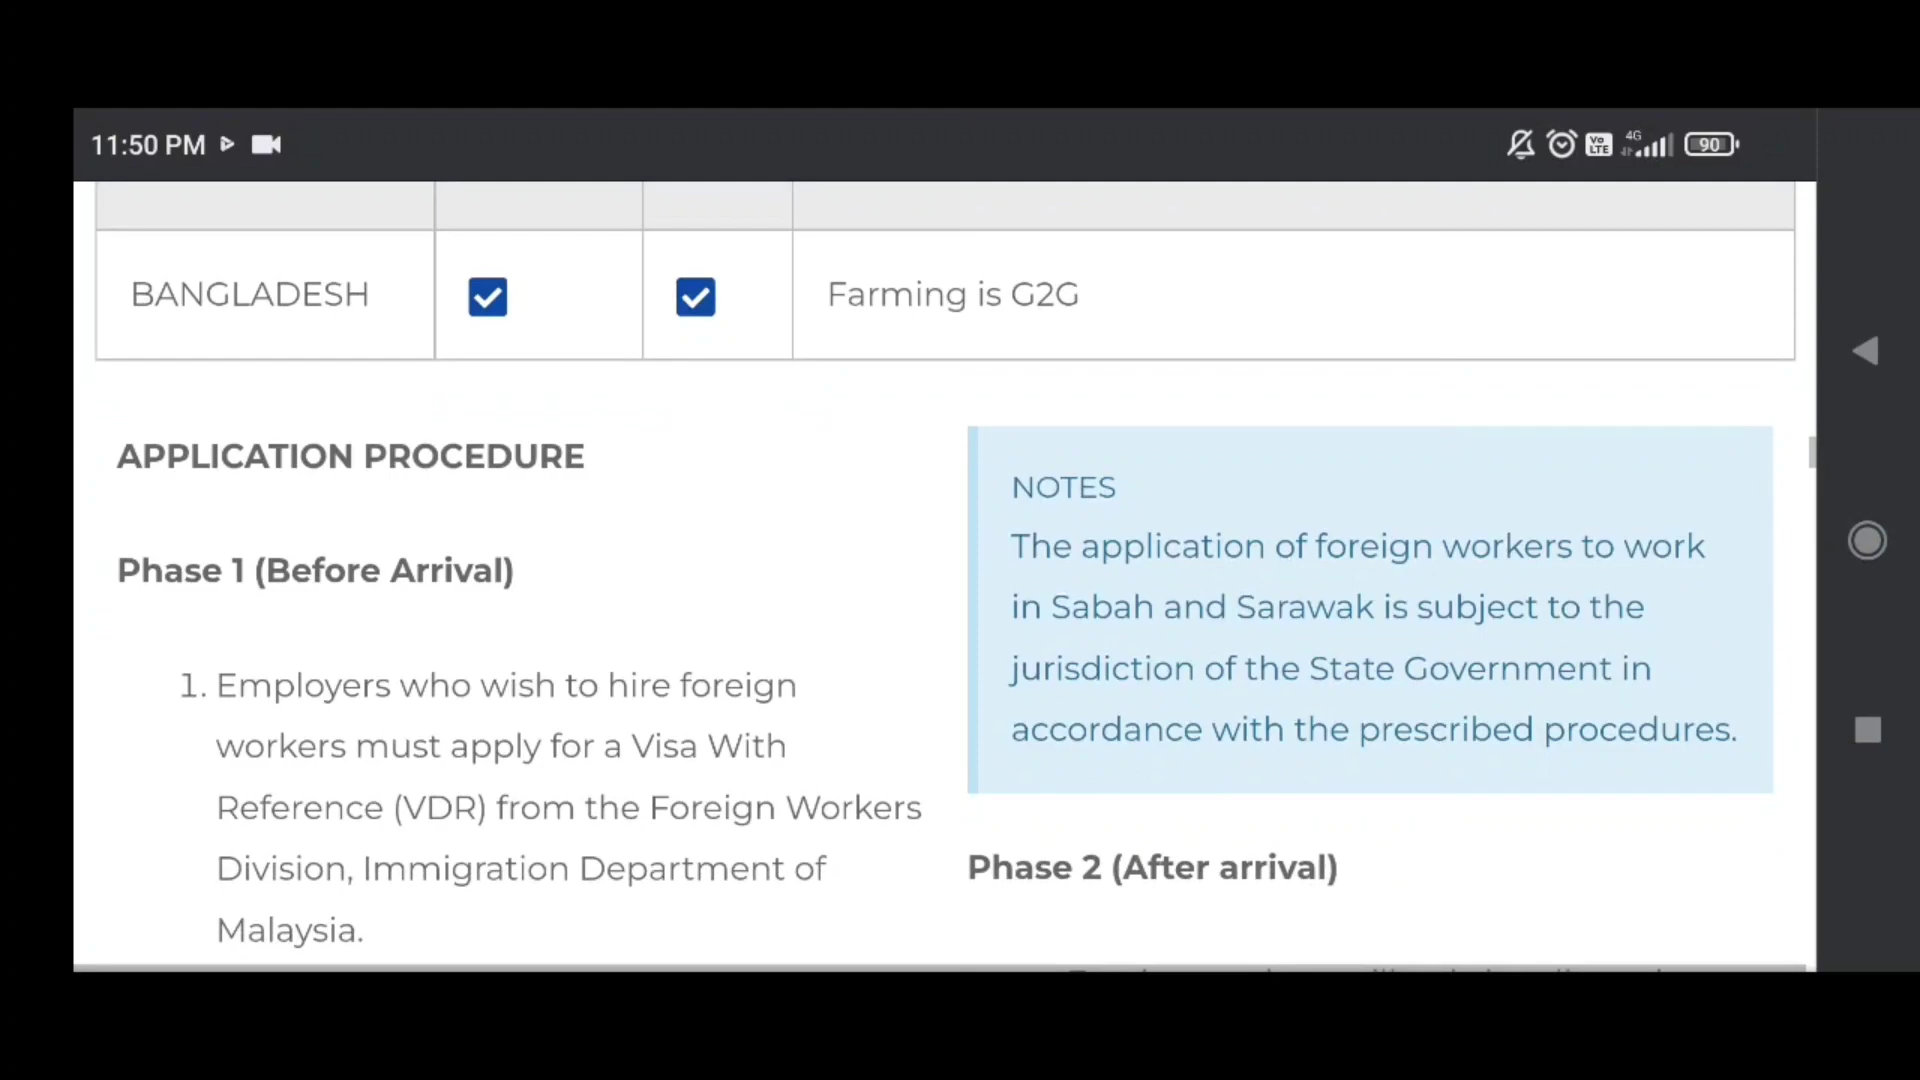 11:50 PM
4G
Vo
LTE
90
BANGLADESH
Farming is G2G
APPLICATION PROCEDURE
Phase 1 (Before Arrival)
1. Employers who wish to hire foreign
workers must apply for a Visa With
Reference (VDR) from the Foreign Workers
Division, Immigration Department of
Malaysia.
NOTES
The application of foreign workers to work
in Sabah and Sarawak is subject to the
jurisdiction of the State Government in
accordance with the prescribed procedures.
Phase 2 (After arrival)